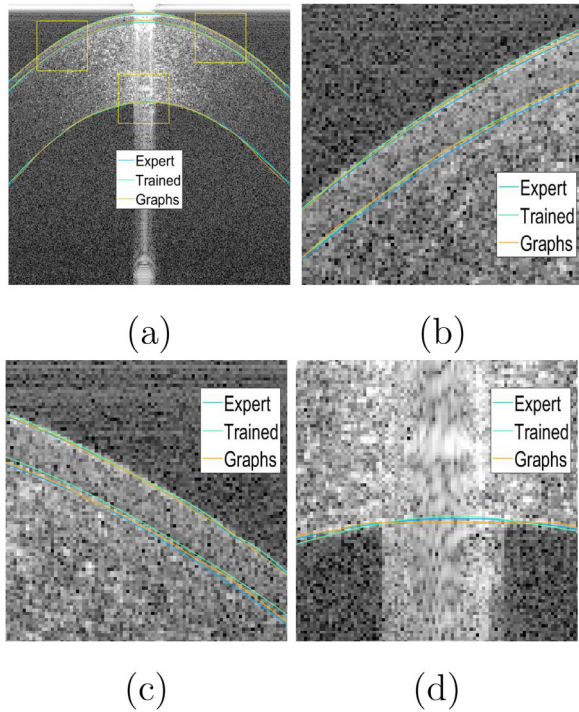 Expert
Trained
Graphs
Expert
Trained
Graphs
(a)
(b)
Expert
Trained
Graphs
Expert
Trained
Graphs
(c)
(d)